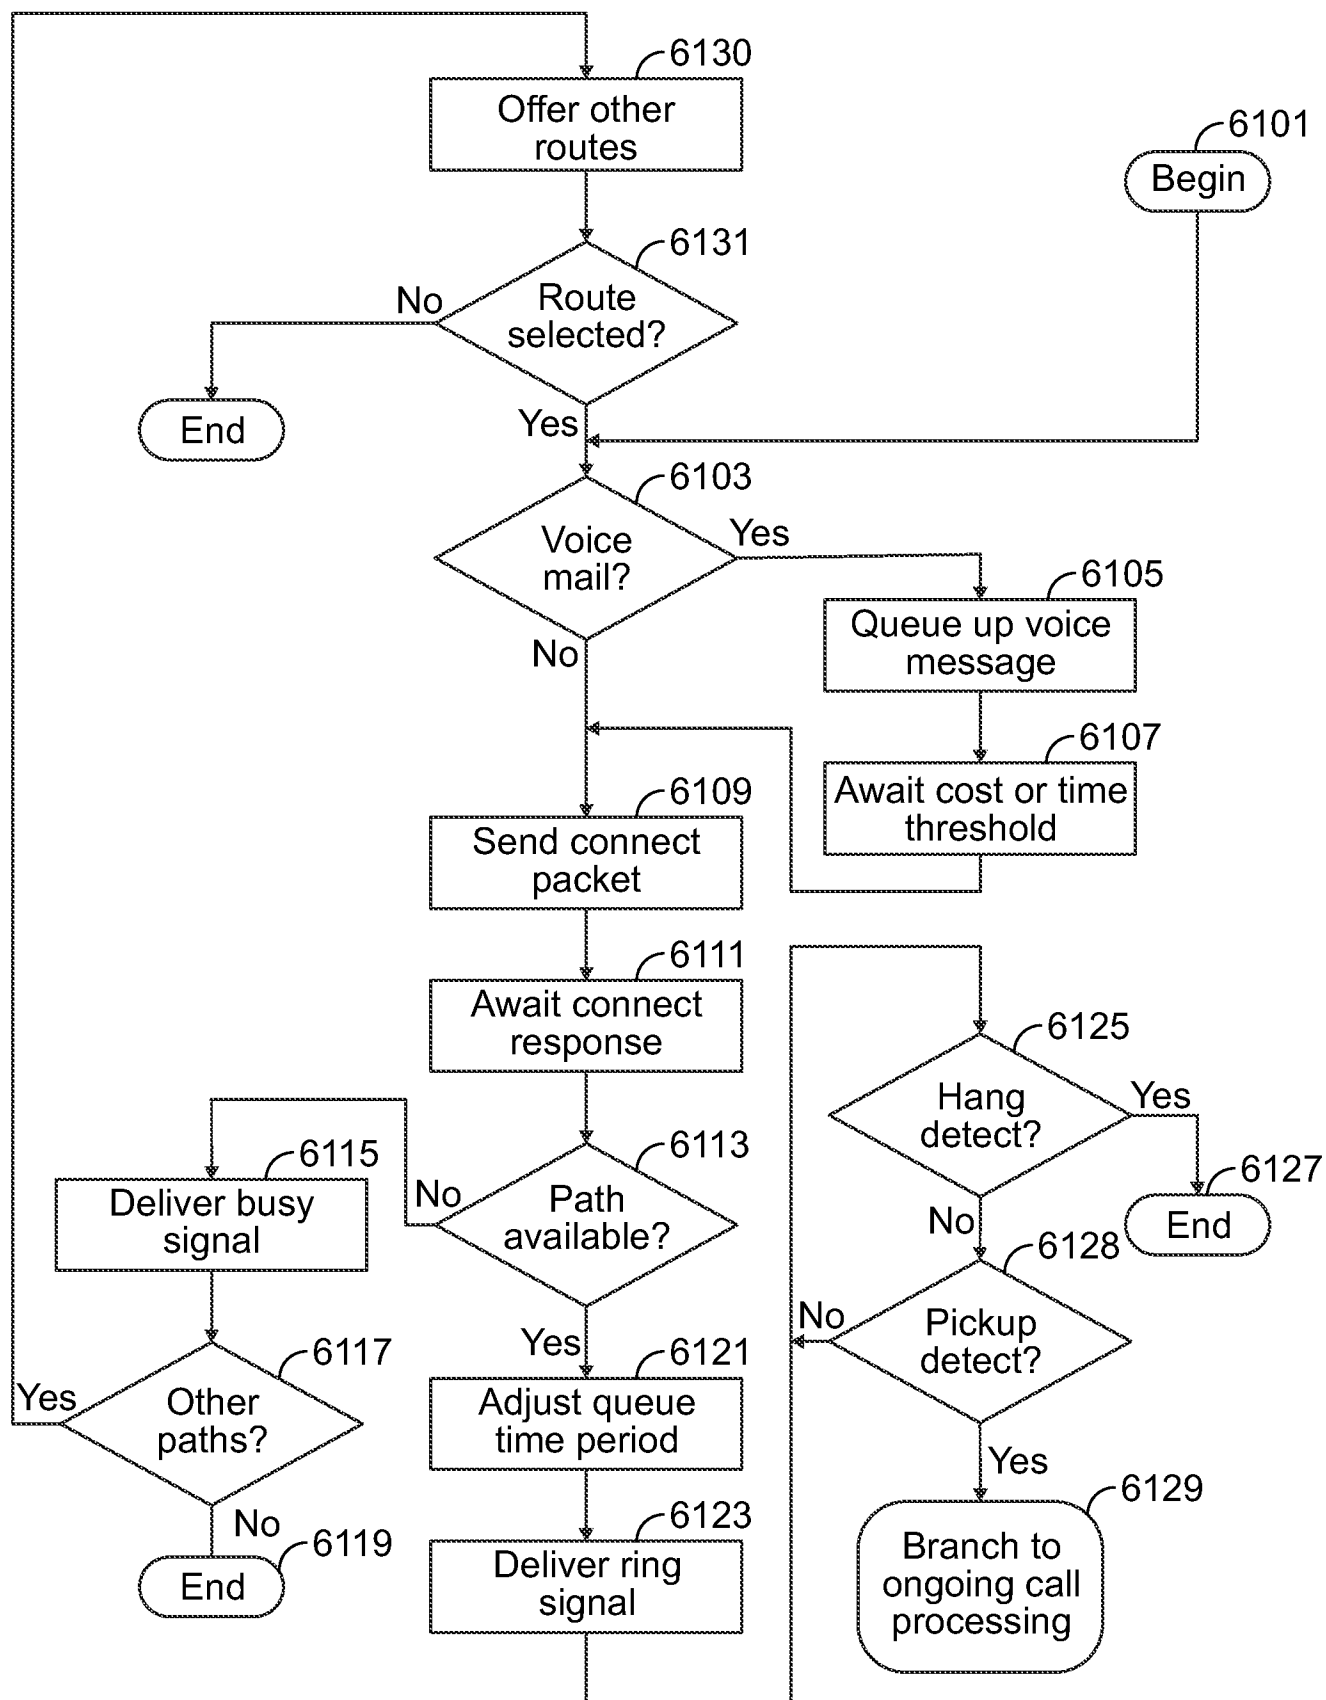 6130
Offer other
routes
6101
Begin
6131
Route
selected?
No
End
Yes
6103
Voice
mail?
Yes
No
6105
Queue up voice
message
6107
Await cost or time
threshold
6109
Send connect
packet
6111
Await connect
response
6113
Path
available?
No
6115
Deliver busy
signal
6117
Other
paths?
Yes
No
6119
End
Yes
6121
Adjust queue
time period
6123
Deliver ring
signal
6125
Hang
detect?
Yes
6127
End
No
6128
Pickup
detect?
No
Yes
6129
Branch to
ongoing call
processing